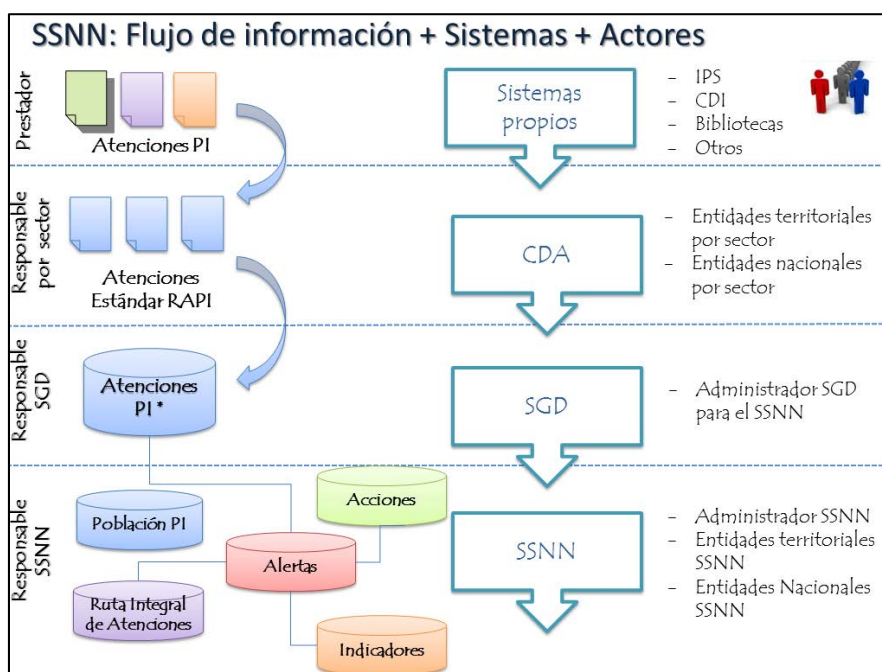 SSNN: Flujo de información + Sistemas + Actores
Prestador
Atenciones PI
Sistemas
propios
- IPS
- CDI
- Bibliotecas
- Otros
Responsable
por sector
Atenciones
Estándar RAPI
CDA
- Entidades territoriales
por sector
- Entidades nacionales
por sector
Responsable
SGD
Atenciones
PI *
SGD
- Administrador SGD
para el SSNN
Responsable
SSNN
Población PI
Acciones
Alertas
Ruta Integral
de Atenciones
Indicadores
SSNN
- Administrador SSNN
- Entidades territoriales
SSNN
- Entidades Nacionales
SSNN